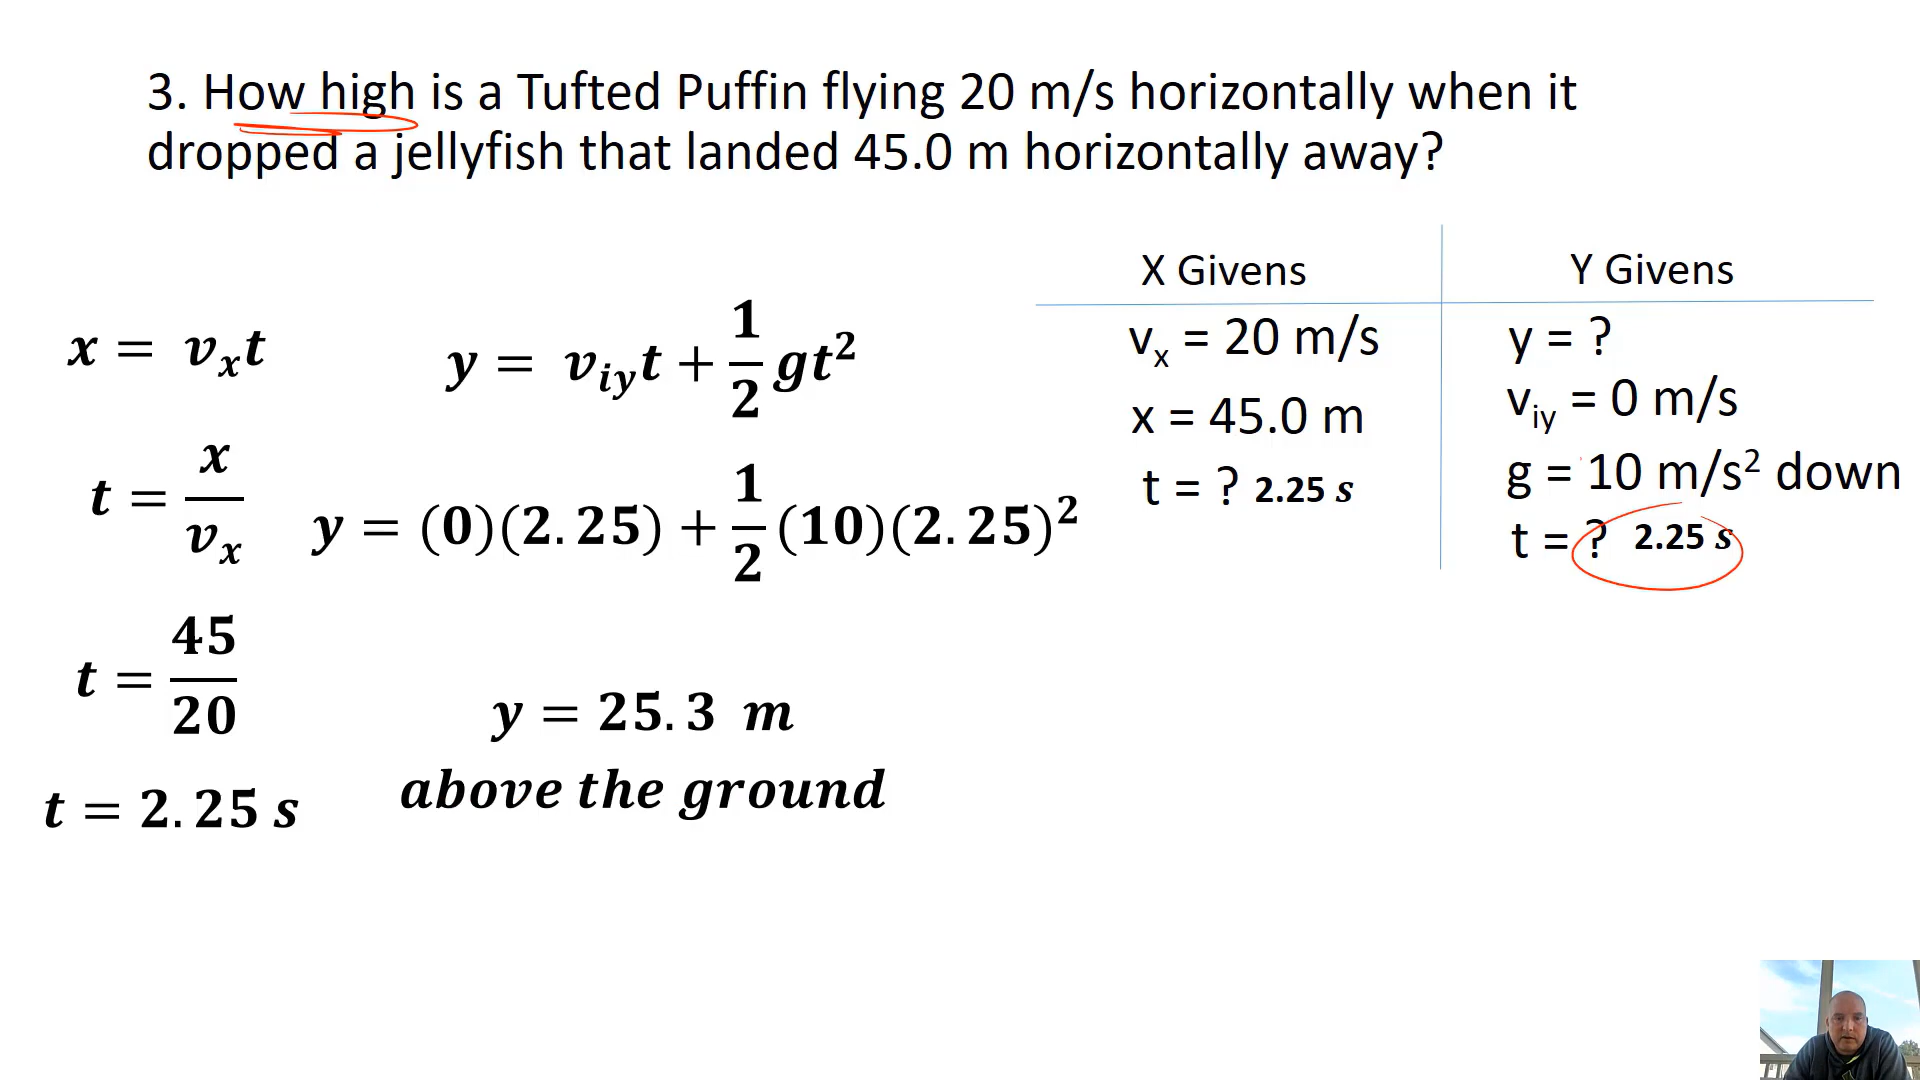 3. How high is a Tufted Puffin flying 20 m/s horizontally when it
dropped a jellyfish that landed 45.0 m horizontally away?
X Givens
Y Givens
vₓ = 20 m/s
x = 45.0 m
t = ? 2.25 s
y = ?
v_iy = 0 m/s
g = 10 m/s² down
t = ? 2.25 s
x = vₓt
t = x/vₓ
t = 45/20
t = 2.25 s
y = v_iy t + 1/2 gt²
y = (0)(2.25) + 1/2 (10)(2.25)²
y = 25.3 m
above the ground